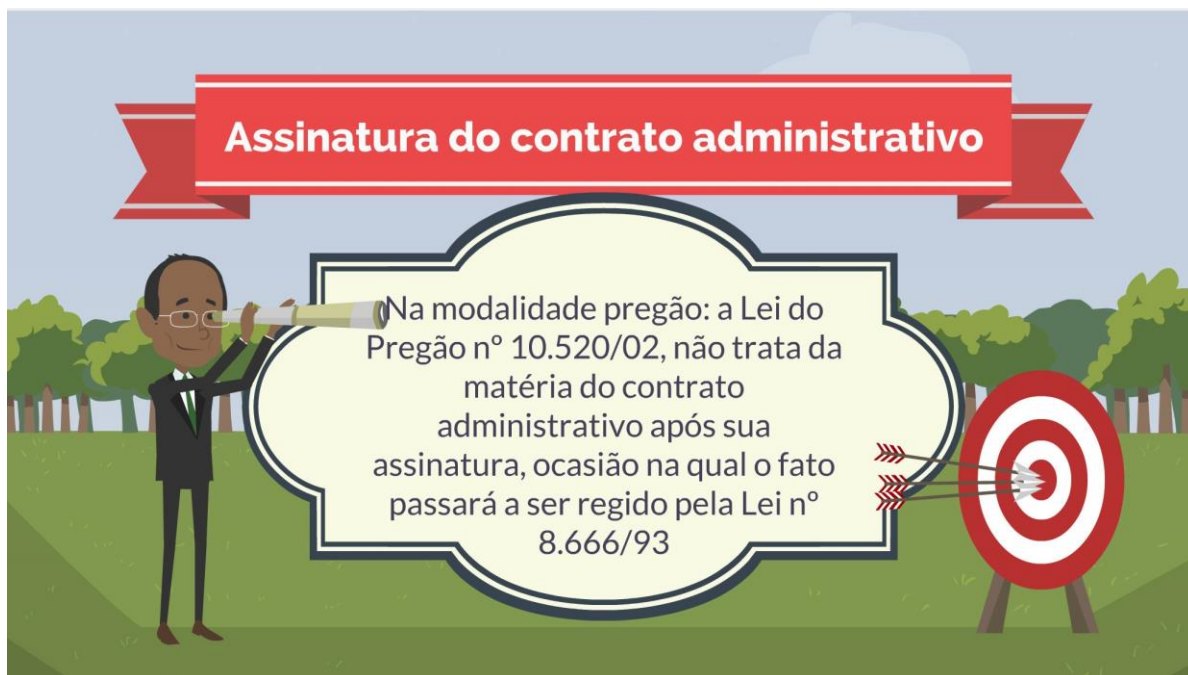 Assinatura do contrato administrativo
Na modalidade pregão: a Lei do
Pregão nº 10.520/02, não trata da
matéria do contrato
administrativo após sua
assinatura, ocasião na qual o fato
passará a ser regido pela Lei nº
8.666/93